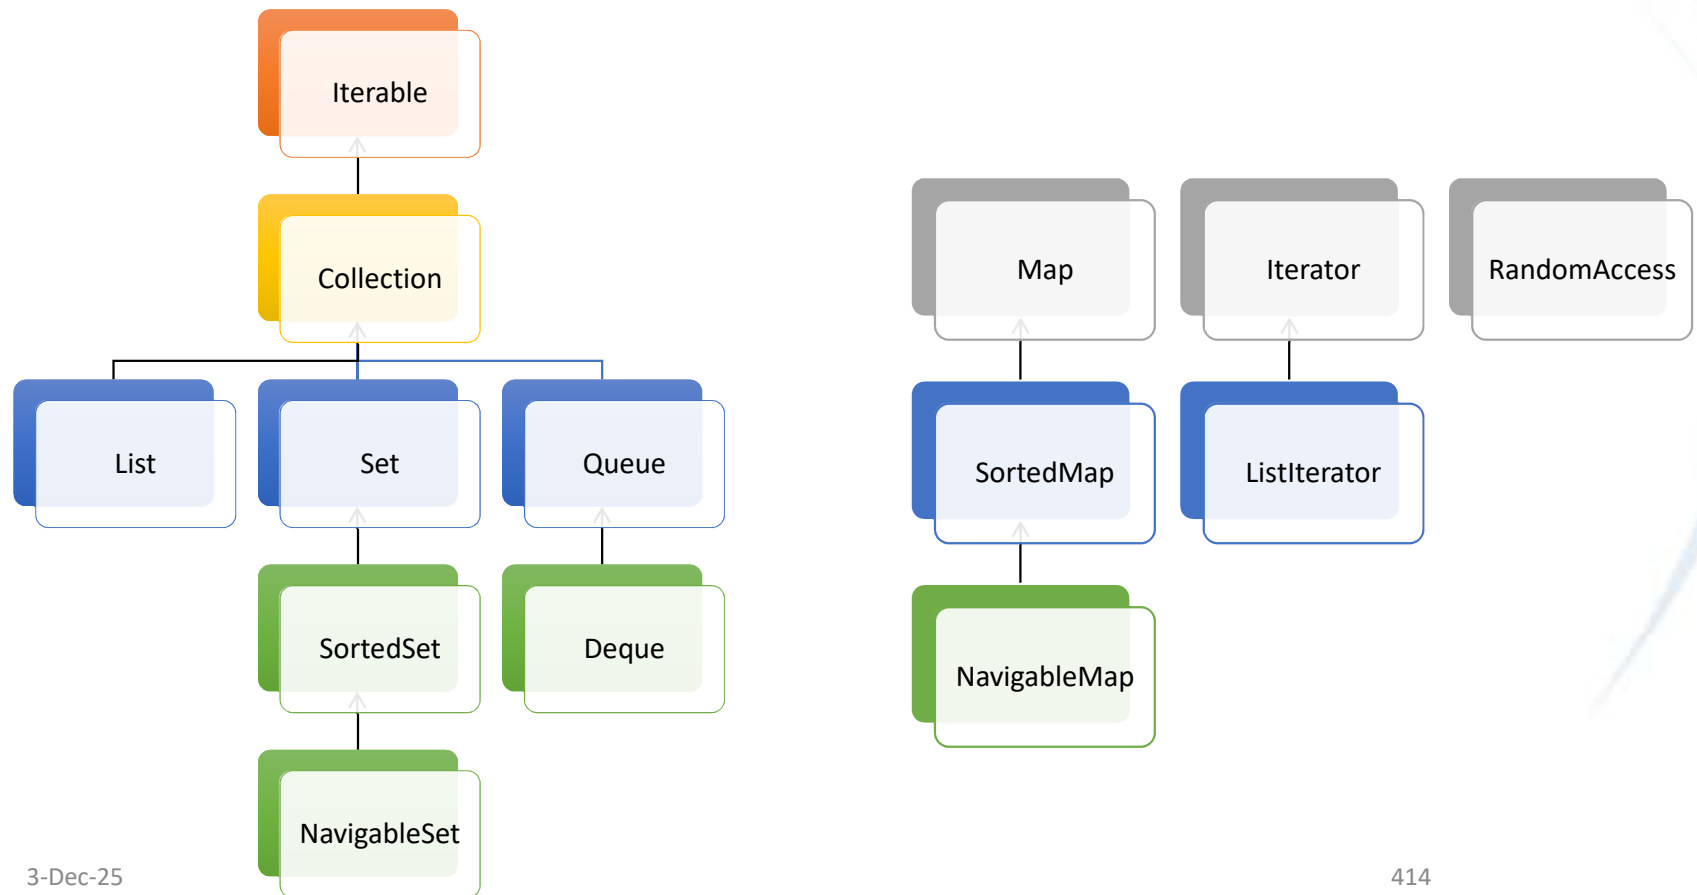 Iterable
Collection
List
Set
Queue
SortedSet
Deque
NavigableSet
Map
Iterator
RandomAccess
SortedMap
ListIterator
NavigableMap
3-Dec-25
414